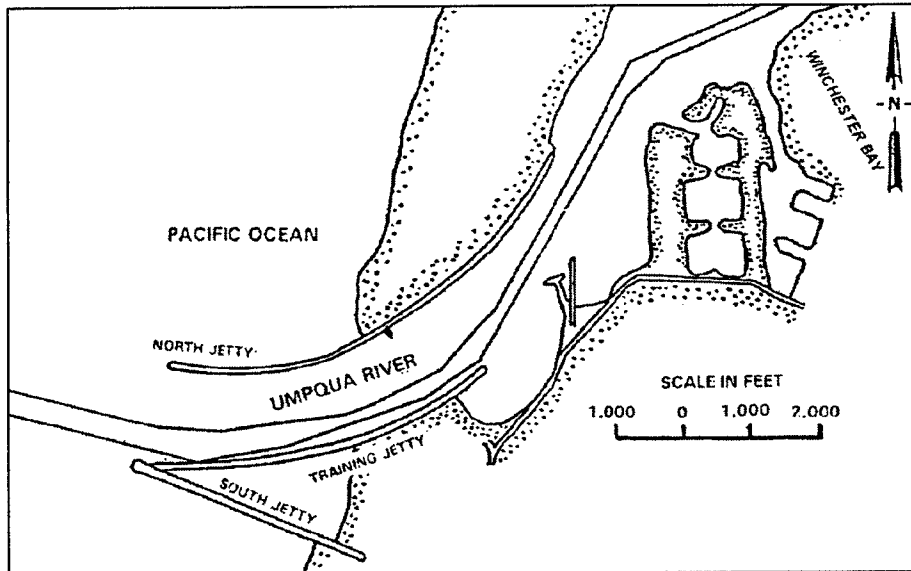 WINCHESTER BAY
N
PACIFIC OCEAN
NORTH JETTY
UMPQUA RIVER
SCALE IN FEET
1.000 0 1.000 2.000
TRAINING JETTY
SOUTH JETTY